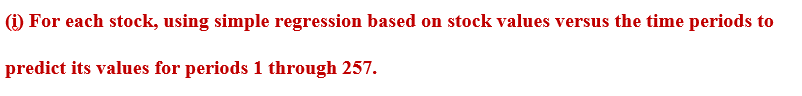 (i) For each stock, using simple regression based on stock values versus the time periods to
predict its values for periods 1 through 257.